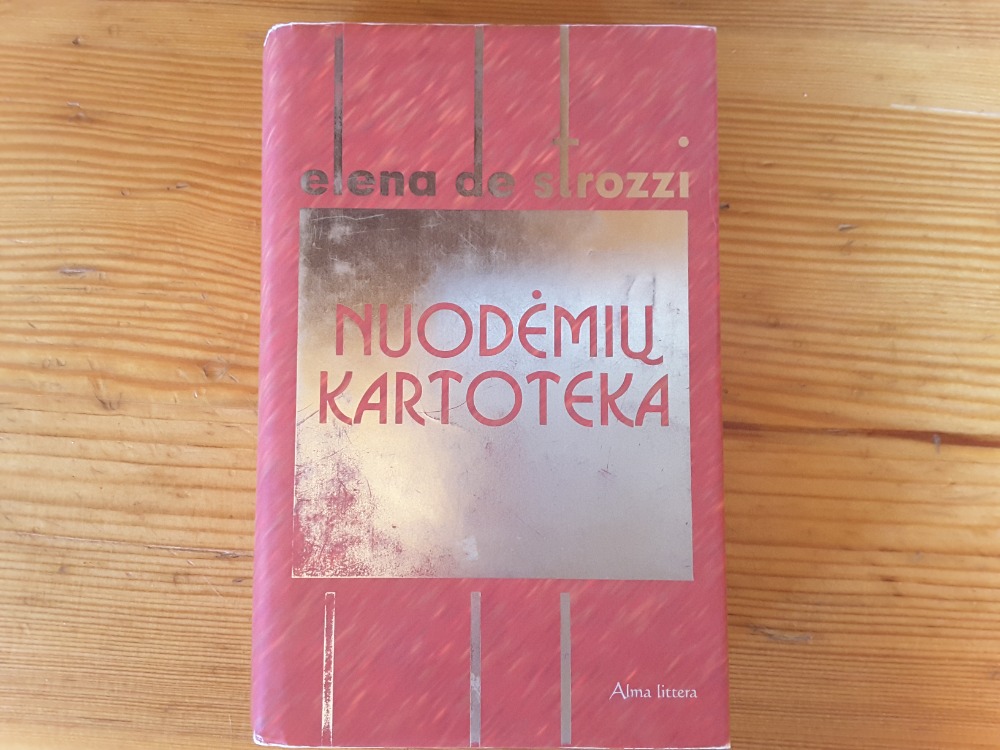 elena de strozzi
NUODĖMIŲ
KARTOTEKA
Alma littera